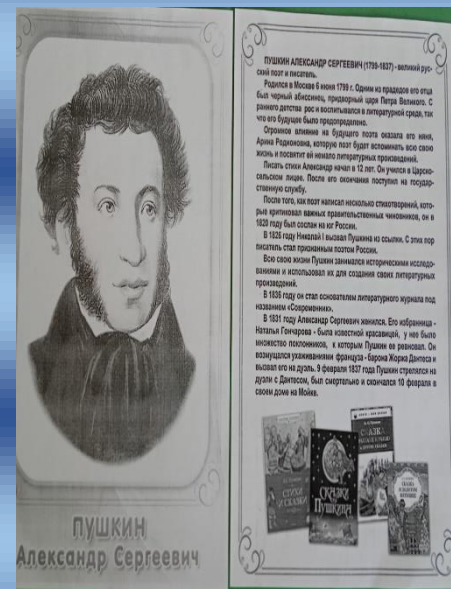 ПУШКИН
Александр Сергеевич
ПУШКИН АЛЕКСАНДР СЕРГЕЕВИЧ (1799-1837) - великий рус-
ский поэт и писатель.
Родился в Москве 6 июня 1799 г. Одним из прадедов его отца
был черный абиссинец, придворный царя Петра Великого. С
раннего детства рос и воспитывался в литературной среде, так
что его будущее было предопределено.
Огромное влияние на будущего поэта оказала его няня,
Арина Родионовна, которую поэт будет вспоминать всю свою
жизнь и посвятит ей немало литературных произведений.
Писать стихи Александр начал в 12 лет. Он учился в Царско-
сельском лицее. После его окончания поступил на государ-
ственную службу.
После того, как поэт написал несколько стихотворений, кото-
рые критиковал важных правительственных чиновников, он в
1820 году был сослан на юг России.
В 1826 году Николай I вызвал Пушкина из ссылки. С этих пор
писатель стал признанным поэтом России.
Всю свою жизнь Пушкин занимался историческими исследо-
ваниями и использовал их для создания своих литературных
произведений.
В 1836 году он стал основателем литературного журнала под
названием «Современник».
В 1831 году Александр Сергеевич женился. Его избранница -
Наталья Гончарова - была известной красавицей, у нее было
множество поклонников, к которым Пушкин ее ревновал. Он
возмущался ухаживаниями француза - барона Жоржа Дантеса и
вызвал его на дуэль. 9 февраля 1837 года Пушкин стрелялся на
дуэли с Дантесом, был смертельно и скончался 10 февраля в
своем доме на Мойке.
СТИХИ
И СКАЗКИ
Сказки
Пушкина
СКАЗКА
СКАЗКА